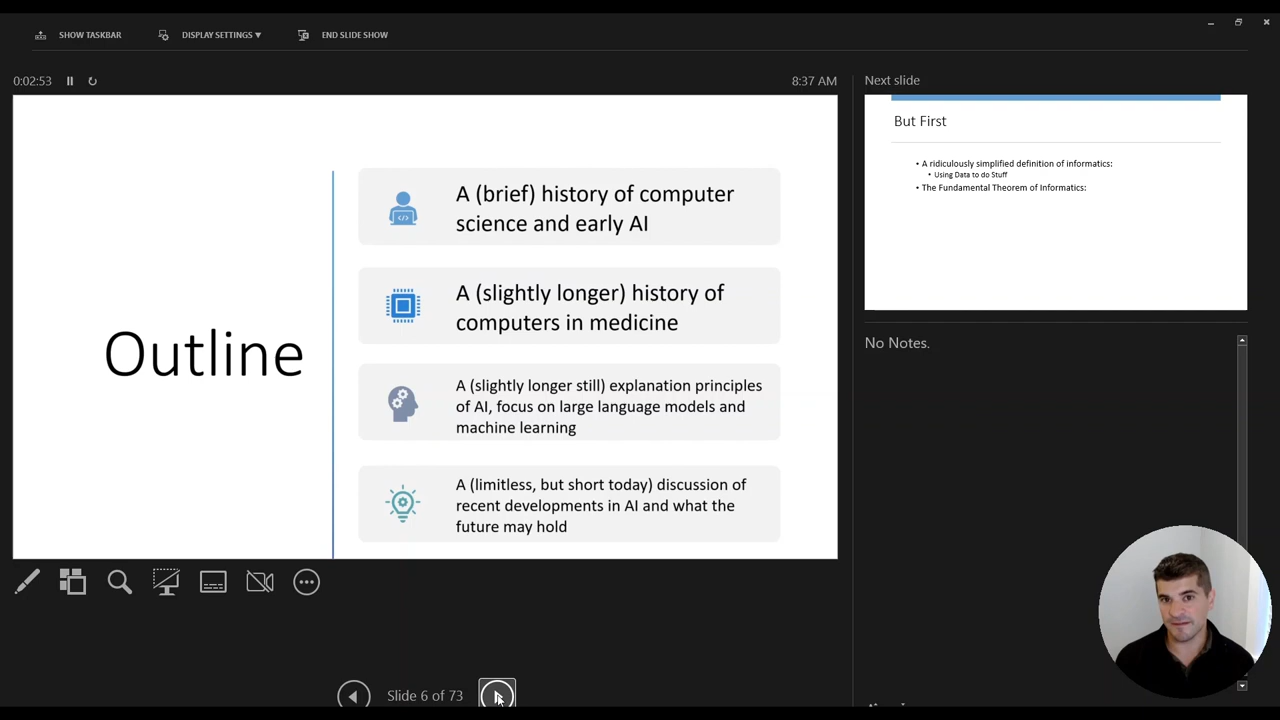 SHOW TASKBAR
DISPLAY SETTINGS ▼
END SLIDE SHOW
0:02:53
8:37 AM
Outline
A (brief) history of computer
science and early AI
A (slightly longer) history of
computers in medicine
A (slightly longer still) explanation principles
of AI, focus on large language models and
machine learning
A (limitless, but short today) discussion of
recent developments in AI and what the
future may hold
Slide 6 of 73
Next slide
But First
• A ridiculously simplified definition of informatics:
• Using Data to do Stuff
• The Fundamental Theorem of Informatics:
No Notes.